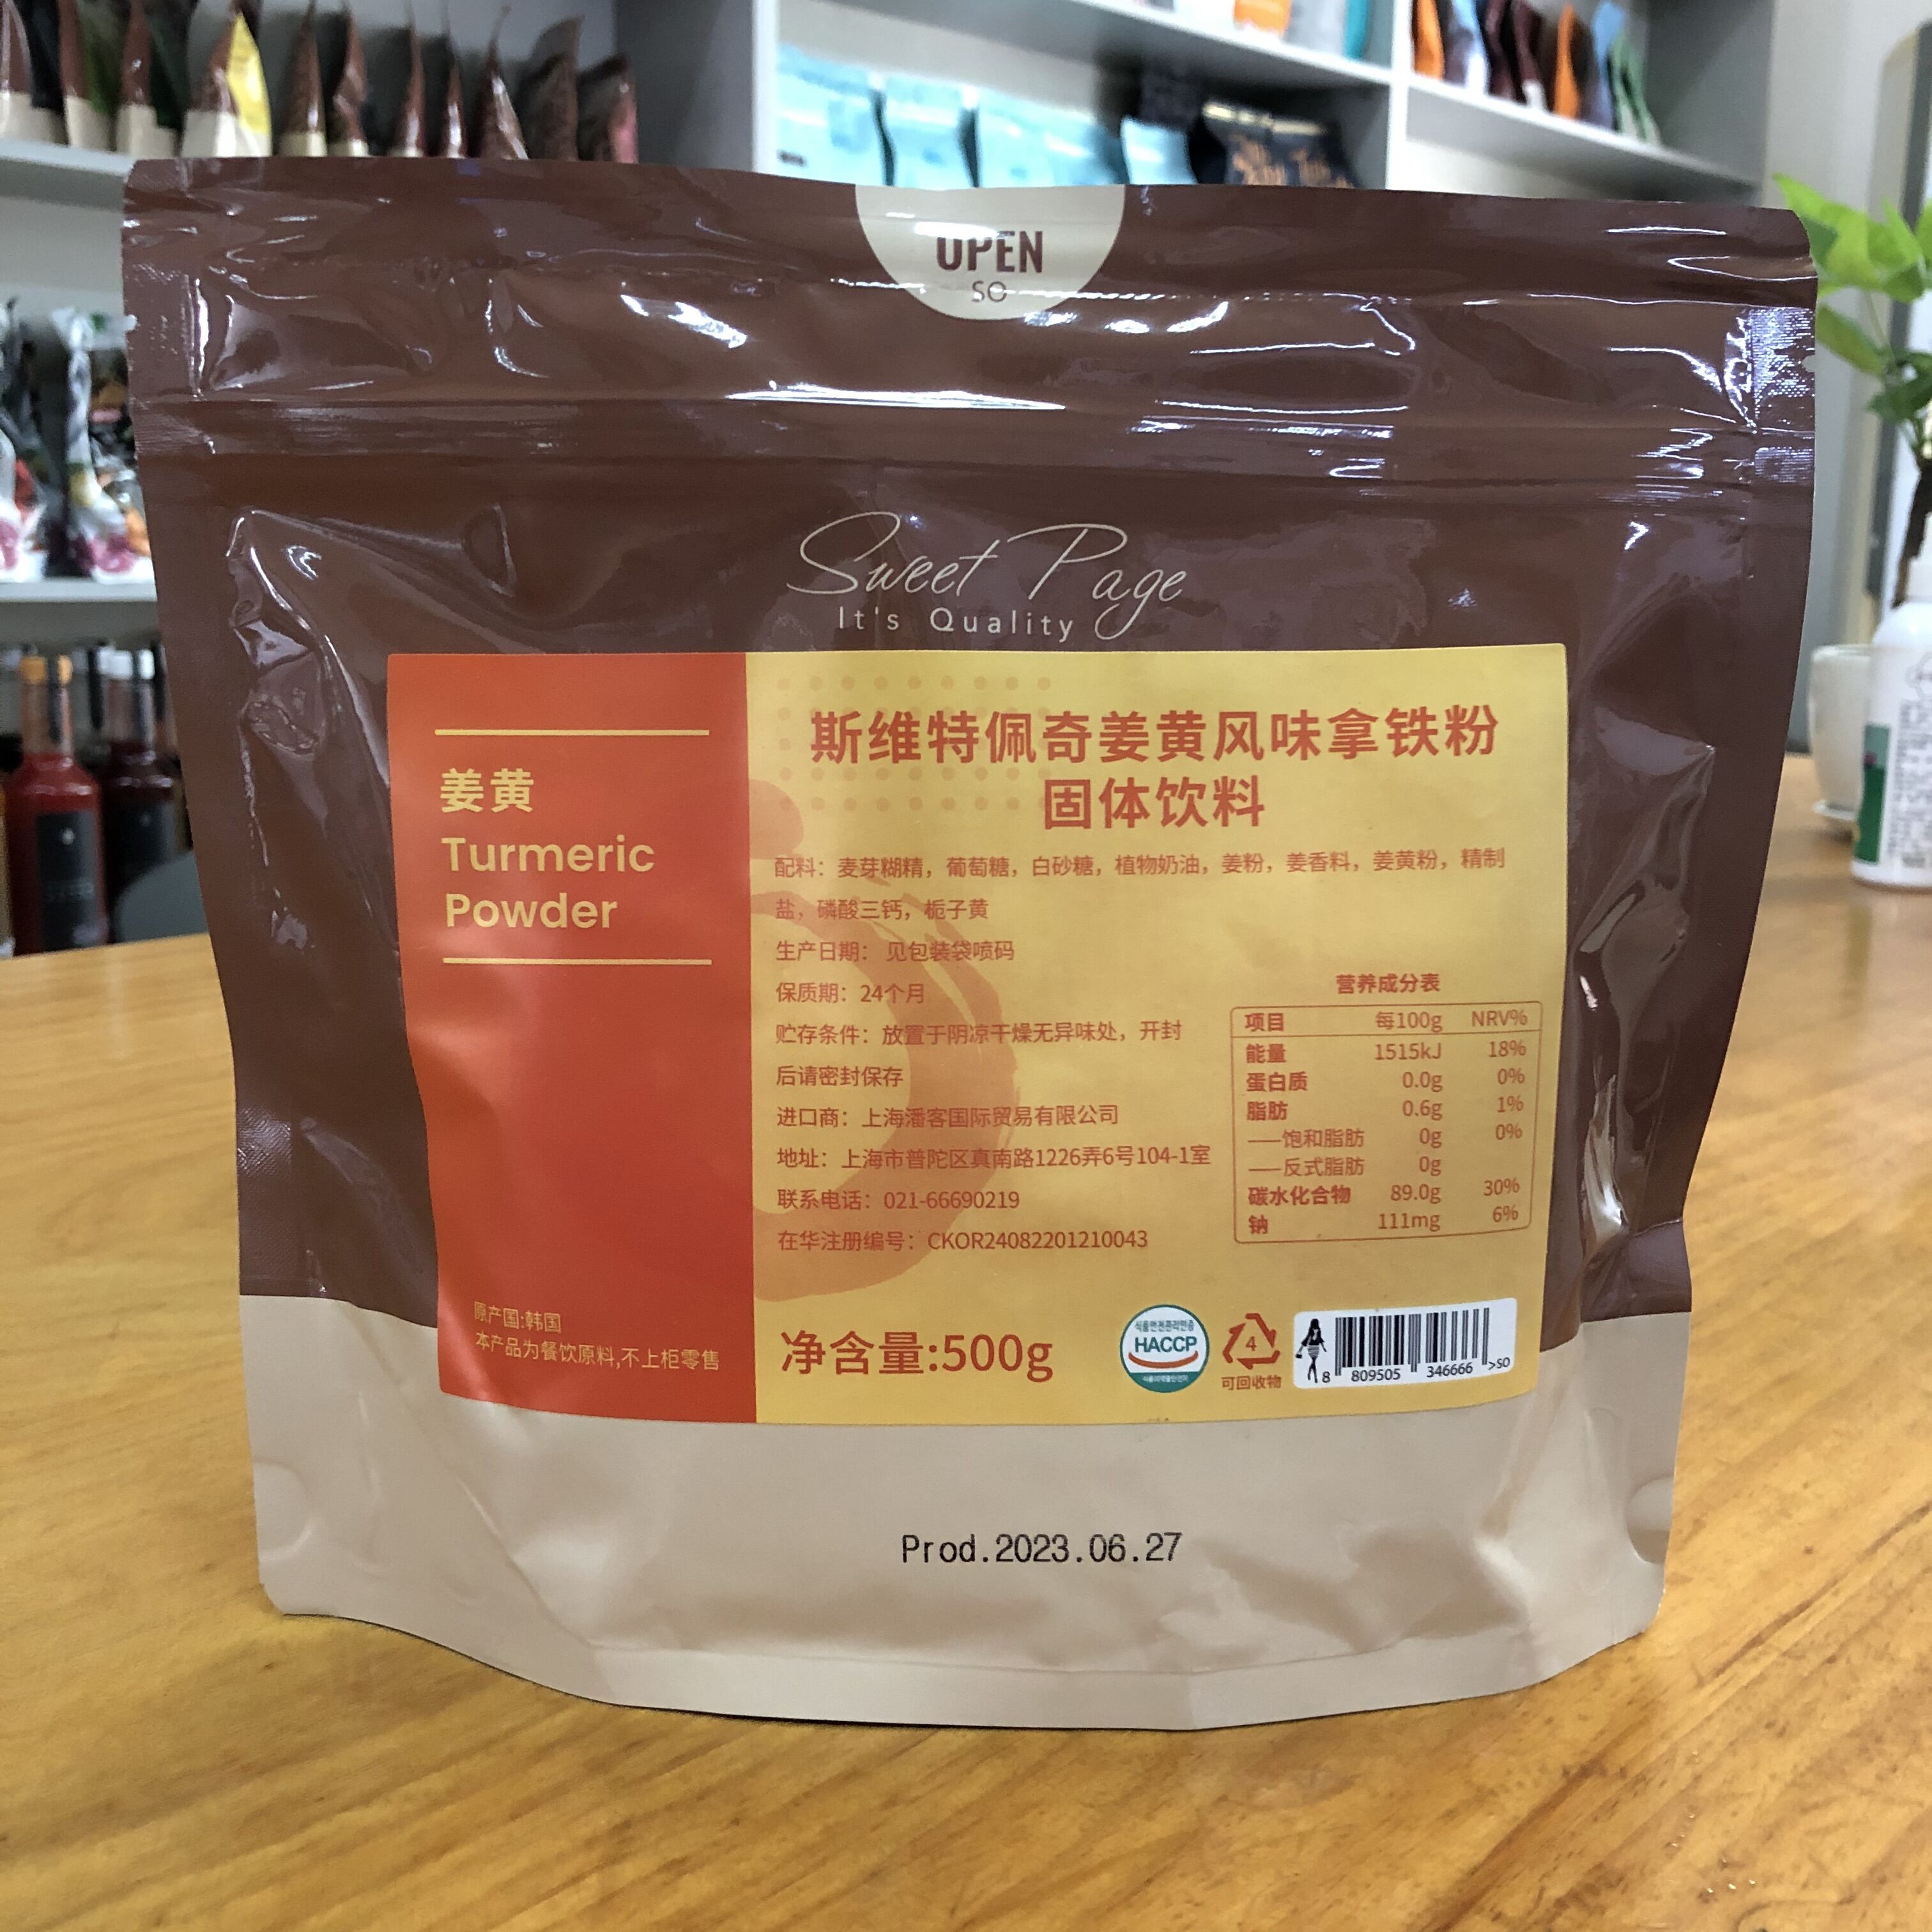 OPEN
SO
Sweet Page
It's Quality
姜黄
Turmeric
Powder
原产国:韩国
本产品为餐饮原料,不上柜零售
斯维特佩奇姜黄风味拿铁粉
固体饮料
配料：麦芽糊精，葡萄糖，白砂糖，植物奶油，姜粉，姜香料，姜黄粉，精制
盐，磷酸三钙，栀子黄
生产日期： 见包装袋喷码
保质期：24个月
贮存条件：放置于阴凉干燥无异味处，开封
后请密封保存
进口商：上海潘客国际贸易有限公司
地址：上海市普陀区真南路1226弄6号104-1室
联系电话：021-66690219
在华注册编号：CKOR24082201210043
营养成分表
项目 每100g NRV%
能量 1515kJ 18%
蛋白质 0.0g 0%
脂肪 0.6g 1%
——饱和脂肪 0g 0%
——反式脂肪 0g
碳水化合物 89.0g 30%
钠 111mg 6%
净含量:500g
식품안전관리인증
HACCP
4
可回收物
8 809505 346666 >SO
Prod.2023.06.27